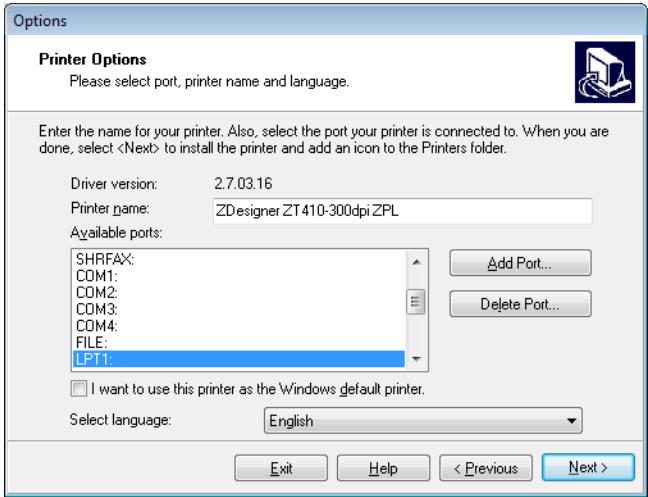 Options
Printer Options
Please select port, printer name and language.
Enter the name for your printer. Also, select the port your printer is connected to. When you are
done, select <Next> to install the printer and add an icon to the Printers folder.
Driver version: 2.7.03.16
Printer name: ZDesigner ZT410-300dpi ZPL
Available ports:
SHRFAX:
COM1:
COM2:
COM3:
COM4:
FILE:
LPT1:
Add Port...
Delete Port...
I want to use this printer as the Windows default printer.
Select language: English
Exit Help < Previous Next >